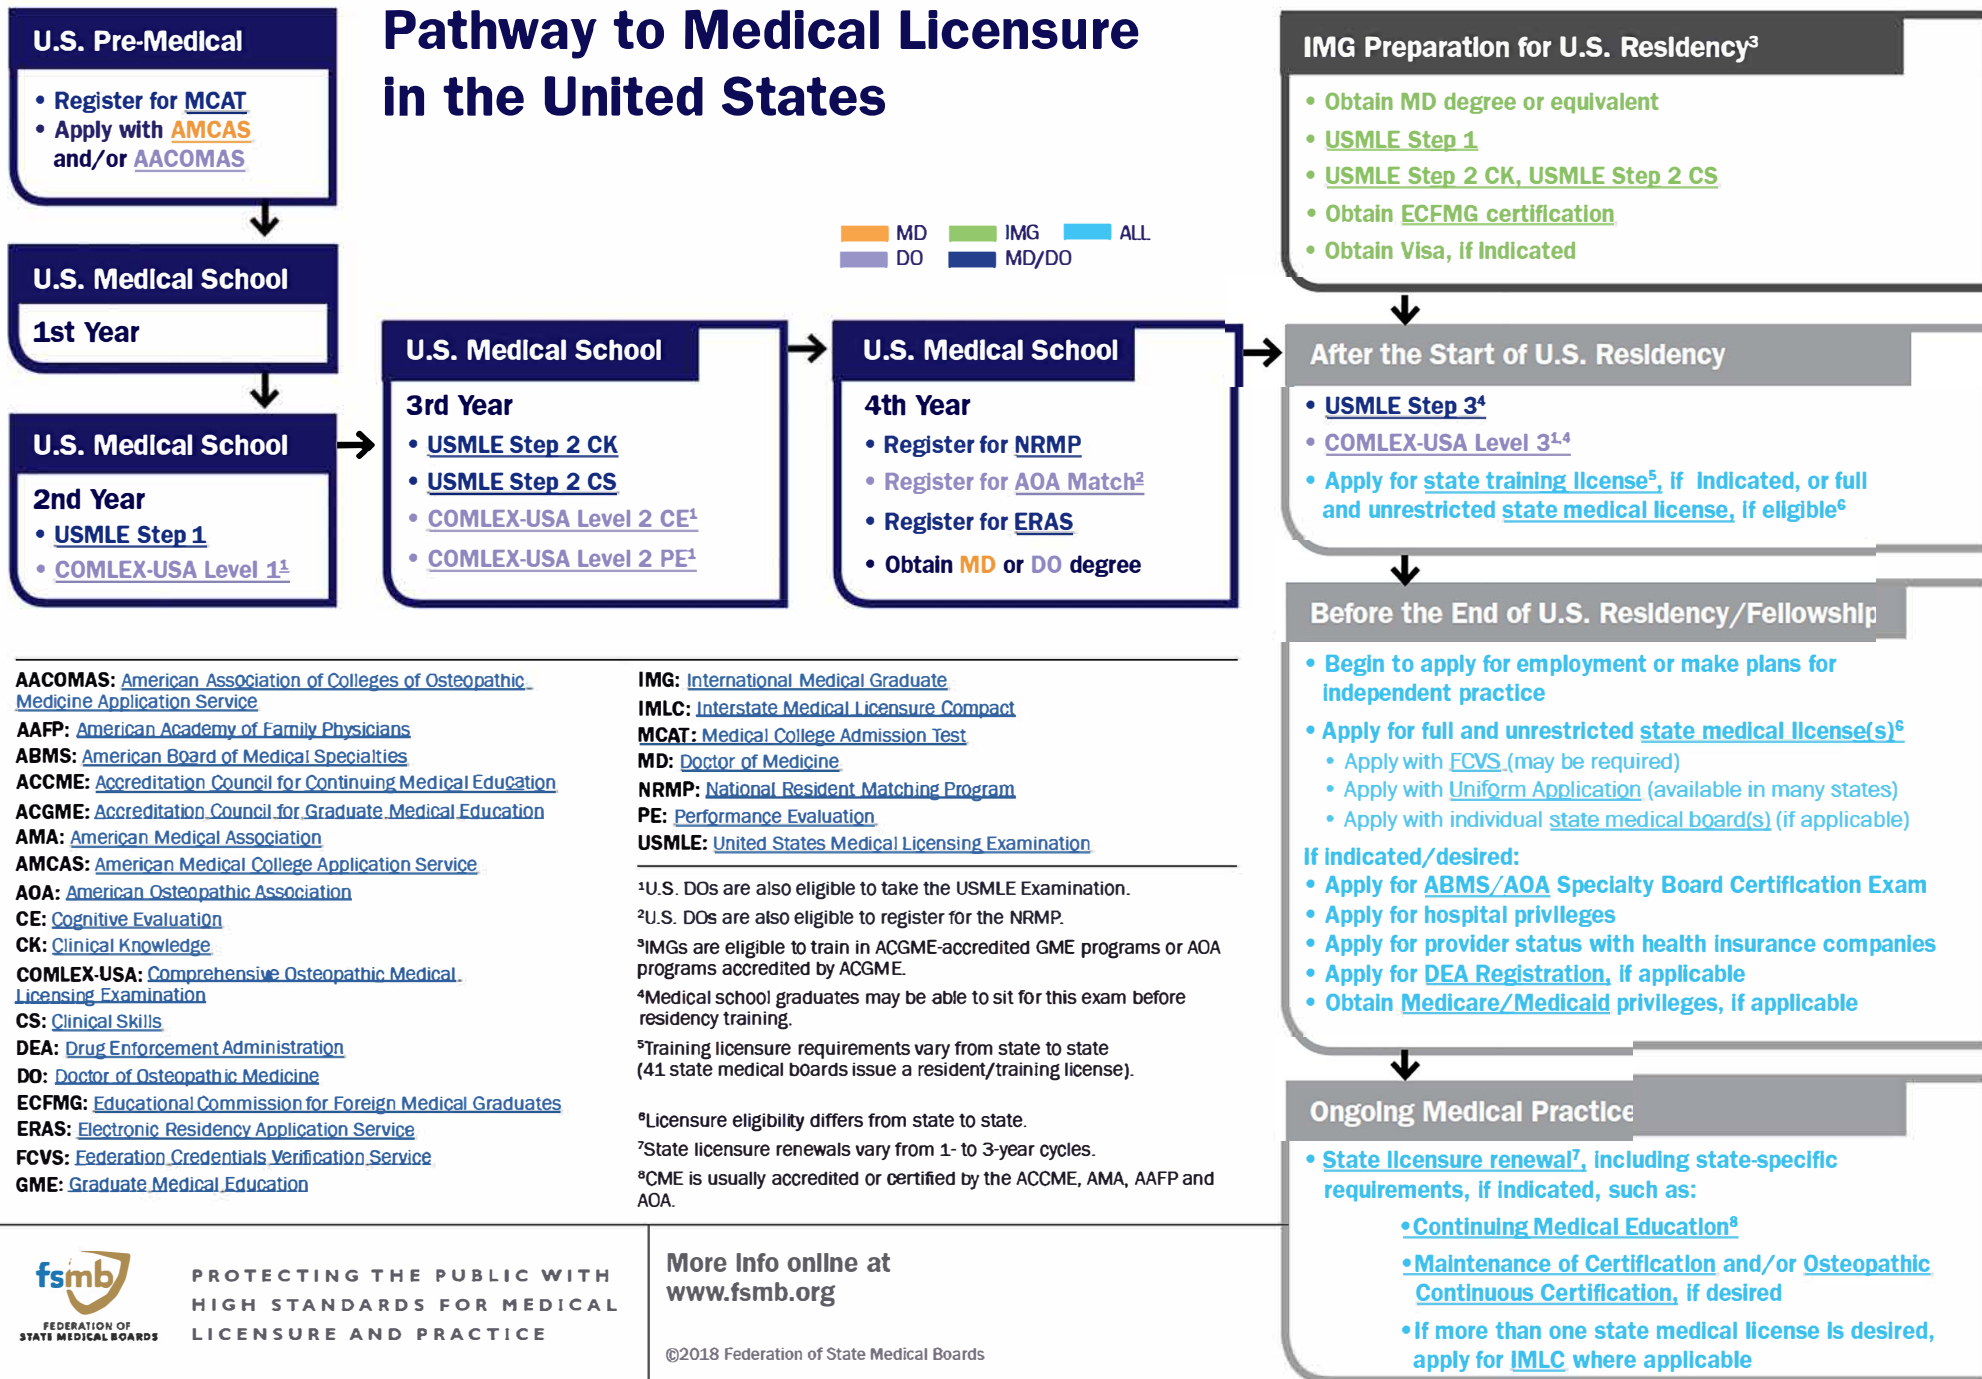 Pathway to Medical Licensure
in the United States
U.S. Pre-Medical
• Register for MCAT
• Apply with AMCAS
and/or AACOMAS
U.S. Medical School
1st Year
U.S. Medical School
2nd Year
• USMLE Step 1
• COMLEX-USA Level 1¹
U.S. Medical School
3rd Year
• USMLE Step 2 CK
• USMLE Step 2 CS
• COMLEX-USA Level 2 CE¹
• COMLEX-USA Level 2 PE¹
MD
IMG
ALL
DO
MD/DO
U.S. Medical School
4th Year
• Register for NRMP
• Register for AOA Match²
• Register for ERAS
• Obtain MD or DO degree
IMG Preparation for U.S. Residency³
• Obtain MD degree or equivalent
• USMLE Step 1
• USMLE Step 2 CK, USMLE Step 2 CS
• Obtain ECFMG certification
• Obtain Visa, if Indicated
After the Start of U.S. Residency
• USMLE Step 3⁴
• COMLEX-USA Level 3¹,⁴
• Apply for state training license⁵, if Indicated, or full
and unrestricted state medical license, if eligible⁶
Before the End of U.S. Residency/Fellowship
• Begin to apply for employment or make plans for
independent practice
• Apply for full and unrestricted state medical license(s)⁶
• Apply with FCVS (may be required)
• Apply with Uniform Application (available in many states)
• Apply with individual state medical board(s) (if applicable)
If indicated/desired:
• Apply for ABMS/AOA Specialty Board Certification Exam
• Apply for hospital privileges
• Apply for provider status with health insurance companies
• Apply for DEA Registration, if applicable
• Obtain Medicare/Medicaid privileges, if applicable
Ongoing Medical Practice
• State licensure renewal⁷, including state-specific
requirements, if indicated, such as:
•Continuing Medical Education⁸
•Maintenance of Certification and/or Osteopathic
Continuous Certification, if desired
•If more than one state medical license is desired,
apply for IMLC where applicable
AACOMAS: American Association of Colleges of Osteopathic
Medicine Application Service
AAFP: American Academy of Family Physicians
ABMS: American Board of Medical Specialties
ACCME: Accreditation Council for Continuing Medical Education
ACGME: Accreditation Council for Graduate Medical Education
AMA: American Medical Association
AMCAS: American Medical College Application Service
AOA: American Osteopathic Association
CE: Cognitive Evaluation
CK: Clinical Knowledge
COMLEX-USA: Comprehensive Osteopathic Medical
Licensing Examination
CS: Clinical Skills
DEA: Drug Enforcement Administration
DO: Doctor of Osteopathic Medicine
ECFMG: Educational Commission for Foreign Medical Graduates
ERAS: Electronic Residency Application Service
FCVS: Federation Credentials Verification Service
GME: Graduate Medical Education
IMG: International Medical Graduate
IMLC: Interstate Medical Licensure Compact
MCAT: Medical College Admission Test
MD: Doctor of Medicine
NRMP: National Resident Matching Program
PE: Performance Evaluation
USMLE: United States Medical Licensing Examination
¹U.S. DOs are also eligible to take the USMLE Examination.
²U.S. DOs are also eligible to register for the NRMP.
³IMGs are eligible to train in ACGME-accredited GME programs or AOA
programs accredited by ACGME.
⁴Medical school graduates may be able to sit for this exam before
residency training.
⁵Training licensure requirements vary from state to state
(41 state medical boards issue a resident/training license).
⁶Licensure eligibility differs from state to state.
⁷State licensure renewals vary from 1- to 3-year cycles.
⁸CME is usually accredited or certified by the ACCME, AMA, AAFP and
AOA.
fsmb
FEDERATION OF
STATE MEDICAL BOARDS
PROTECTING THE PUBLIC WITH
HIGH STANDARDS FOR MEDICAL
LICENSURE AND PRACTICE
More Info online at
www.fsmb.org
©2018 Federation of State Medical Boards